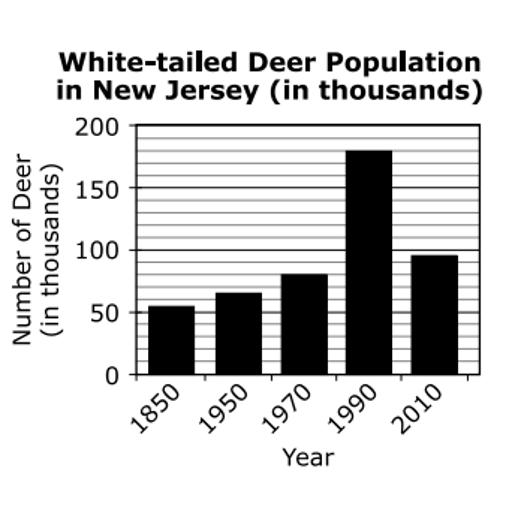 White-tailed Deer Population
in New Jersey (in thousands)
Number of Deer
(in thousands)
200
150
100
50
0
1850
1950
1970
1990
2010
Year